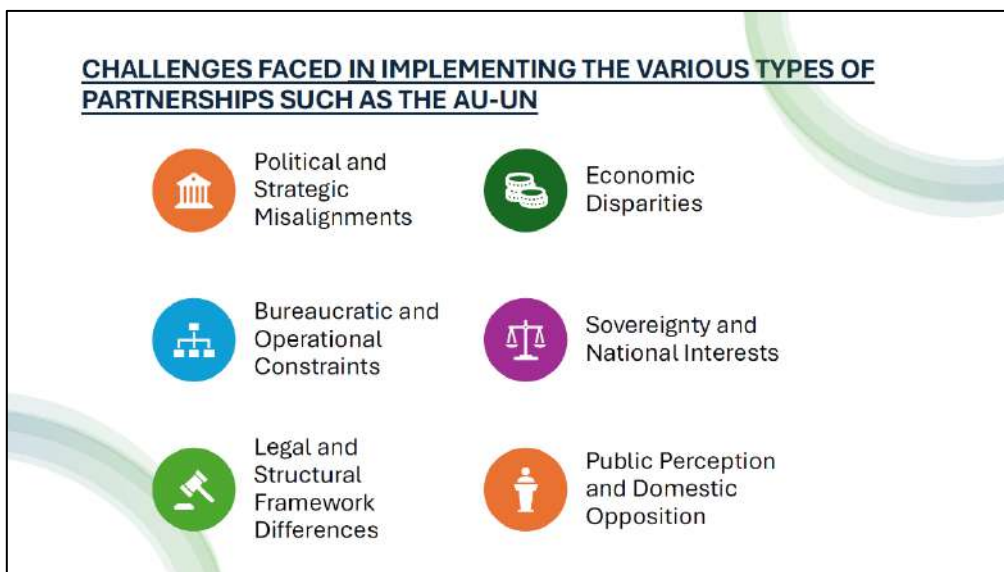 CHALLENGES FACED IN IMPLEMENTING THE VARIOUS TYPES OF
PARTNERSHIPS SUCH AS THE AU-UN
Political and
Strategic
Misalignments
Economic
Disparities
Bureaucratic and
Operational
Constraints
Sovereignty and
National Interests
Legal and
Structural
Framework
Differences
Public Perception
and Domestic
Opposition